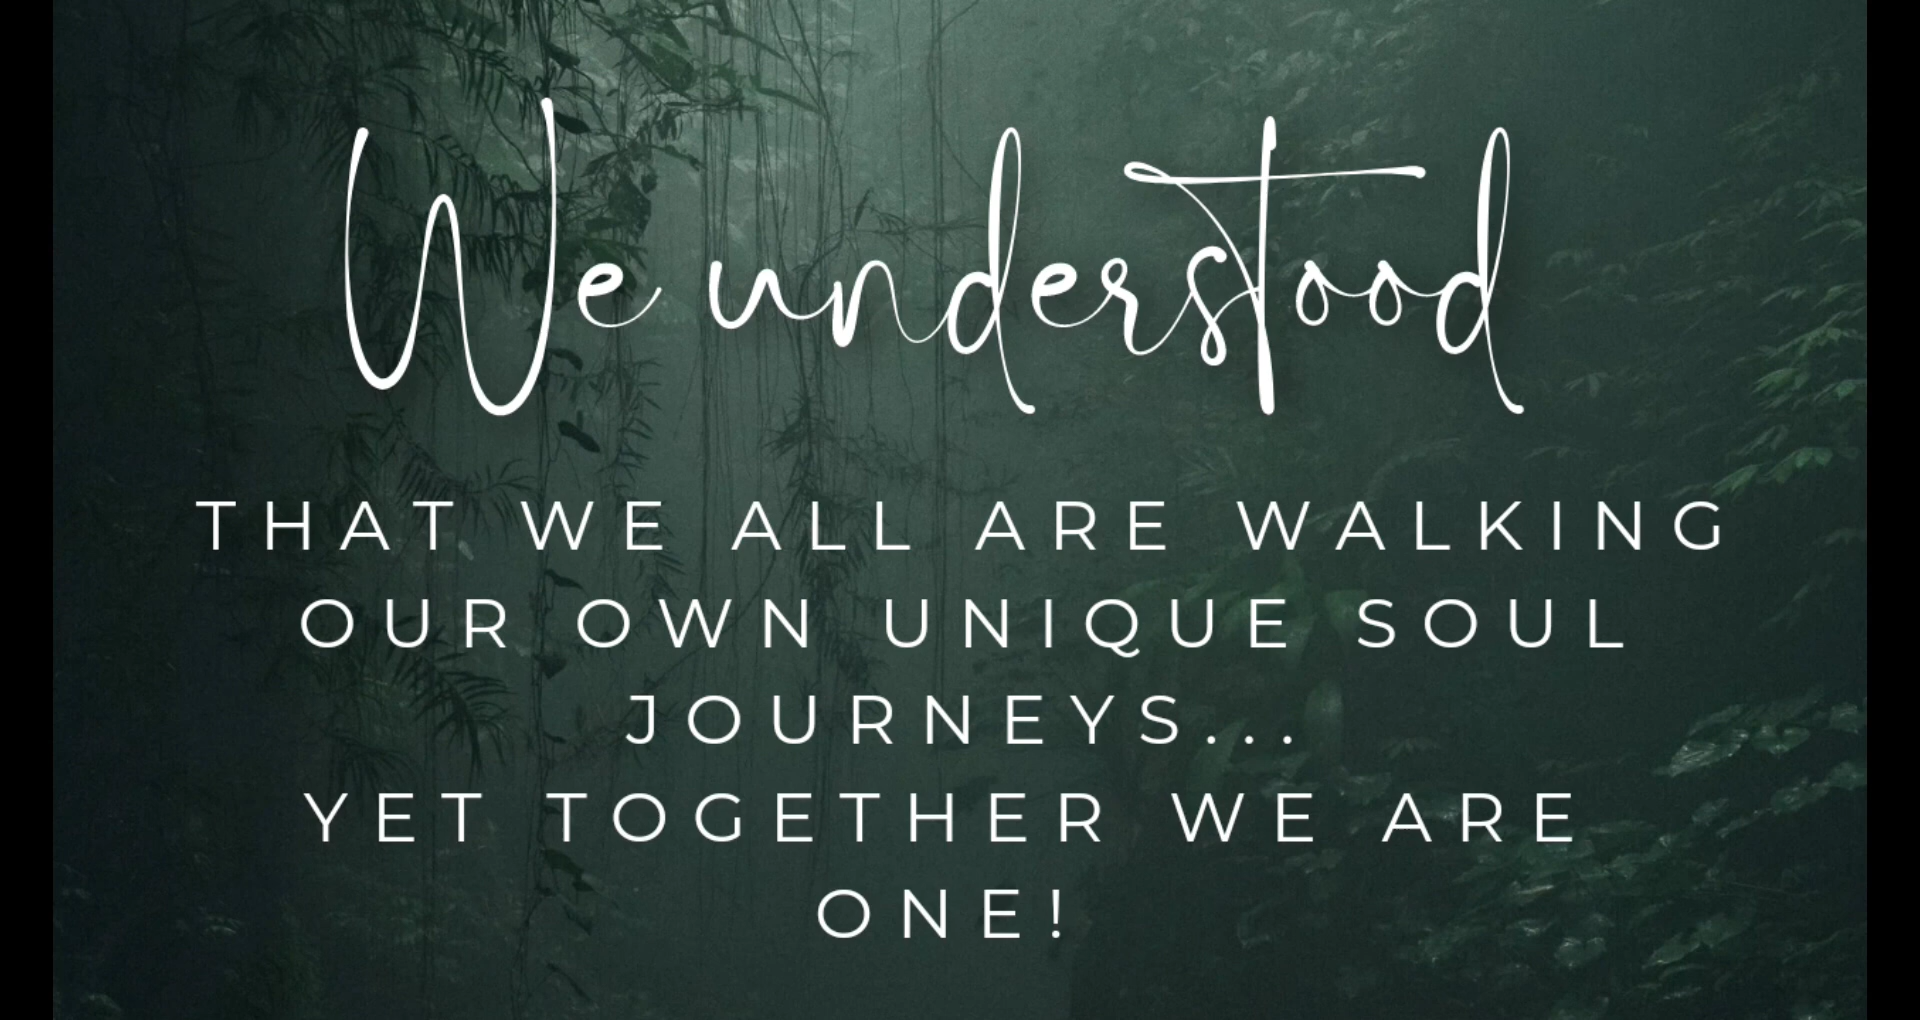 We understood
THAT WE ALL ARE WALKING
OUR OWN UNIQUE SOUL
JOURNEYS...
YET TOGETHER WE ARE
ONE!